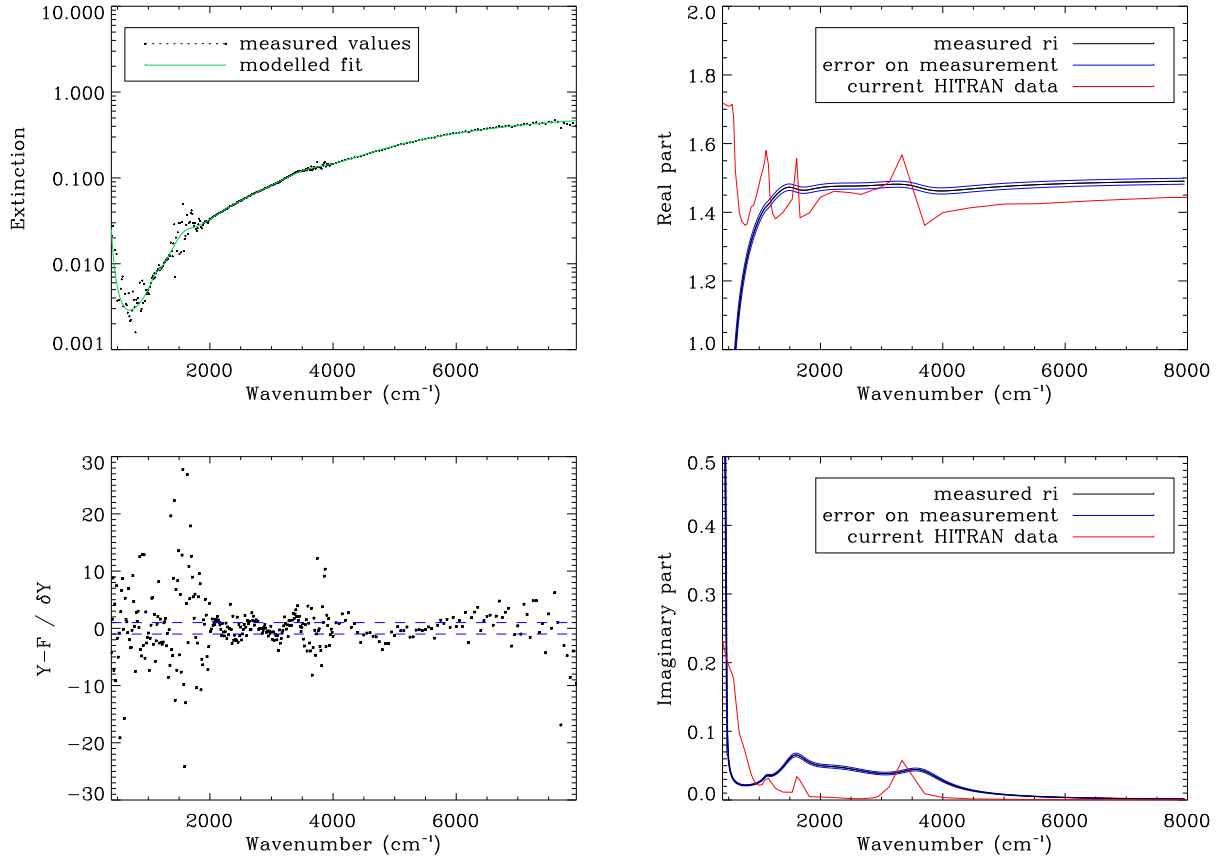 10.000
1.000
0.100
0.010
0.001
Extinction
measured values
modelled fit
2000 4000 6000
Wavenumber (cm⁻¹)
2.0
1.8
1.6
1.4
1.2
1.0
Real part
measured ri
error on measurement
current HITRAN data
2000 4000 6000 8000
Wavenumber (cm⁻¹)
30
20
10
0
−10
−20
−30
Y−F / δY
2000 4000 6000
Wavenumber (cm⁻¹)
0.5
0.4
0.3
0.2
0.1
0.0
Imaginary part
measured ri
error on measurement
current HITRAN data
2000 4000 6000 8000
Wavenumber (cm⁻¹)